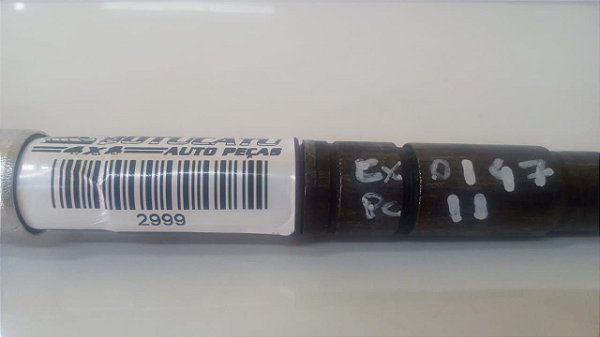 BOTUCATU
4x4 AUTO PEÇAS
2999
EX 0147
PC 11